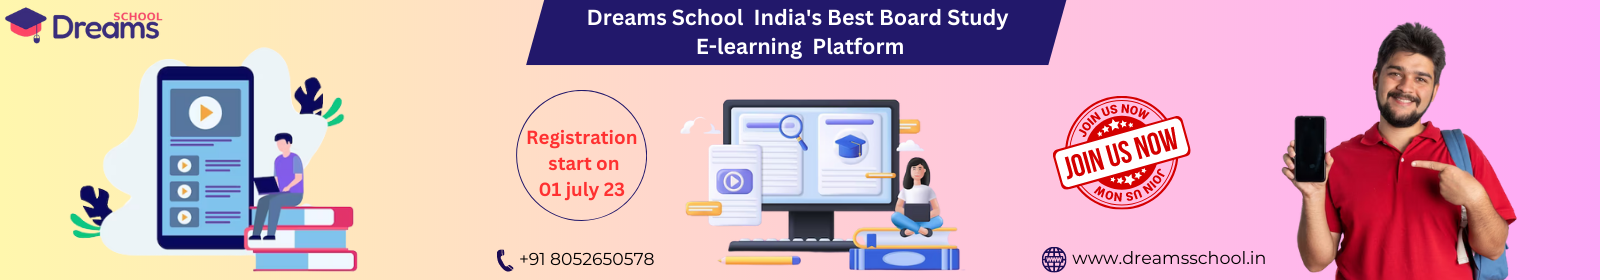 SCHOOL
Dreams
Dreams School India's Best Board Study
E-learning Platform
Registration
start on
01 july 23
JOIN US NOW
JOIN US NOW
JOIN US NOW
+91 8052650578
www.dreamsschool.in